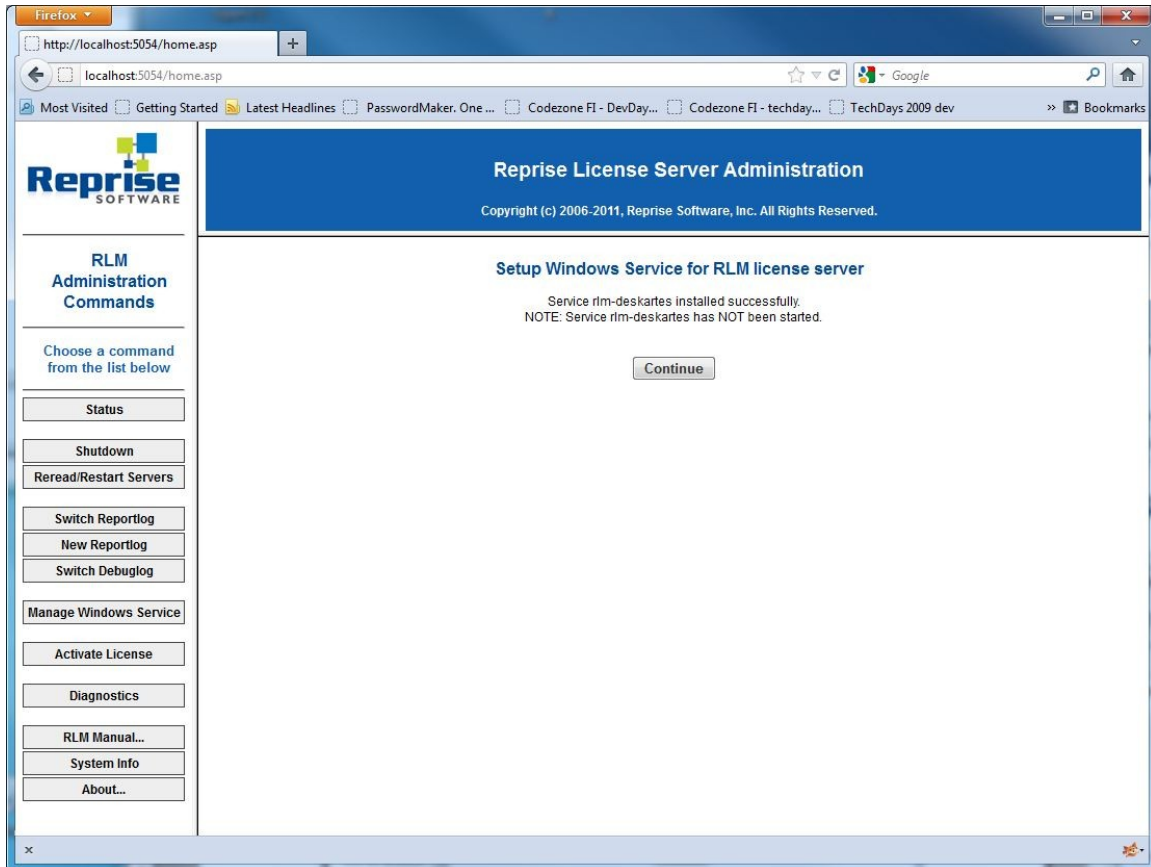 Firefox
http://localhost:5054/home.asp
localhost:5054/home.asp
Google
Most Visited Getting Started Latest Headlines PasswordMaker. One ... Codezone FI - DevDay... Codezone FI - techday... TechDays 2009 dev » Bookmarks
Reprise
SOFTWARE
Reprise License Server Administration
Copyright (c) 2006-2011, Reprise Software, Inc. All Rights Reserved.
RLM
Administration
Commands
Choose a command
from the list below
Status
Shutdown
Reread/Restart Servers
Switch Reportlog
New Reportlog
Switch Debuglog
Manage Windows Service
Activate License
Diagnostics
RLM Manual...
System Info
About...
Setup Windows Service for RLM license server
Service rlm-deskartes installed successfully.
NOTE: Service rlm-deskartes has NOT been started.
Continue